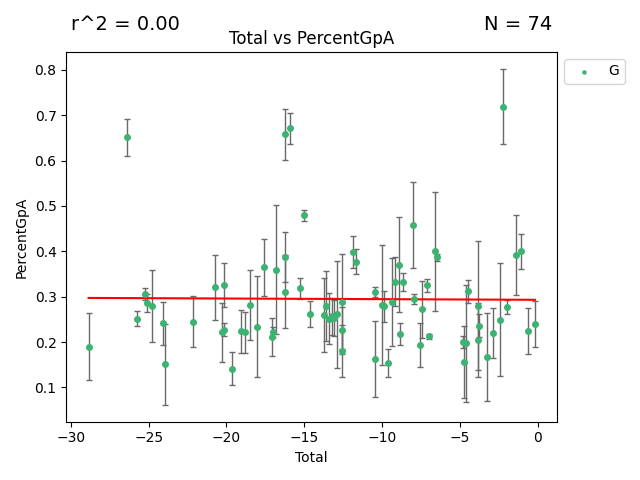 r^2 = 0.00
N = 74
Total vs PercentGpA
G
0.8
0.7
0.6
0.5
0.4
0.3
0.2
0.1
PercentGpA
−30
−25
−20
−15
−10
−5
0
Total